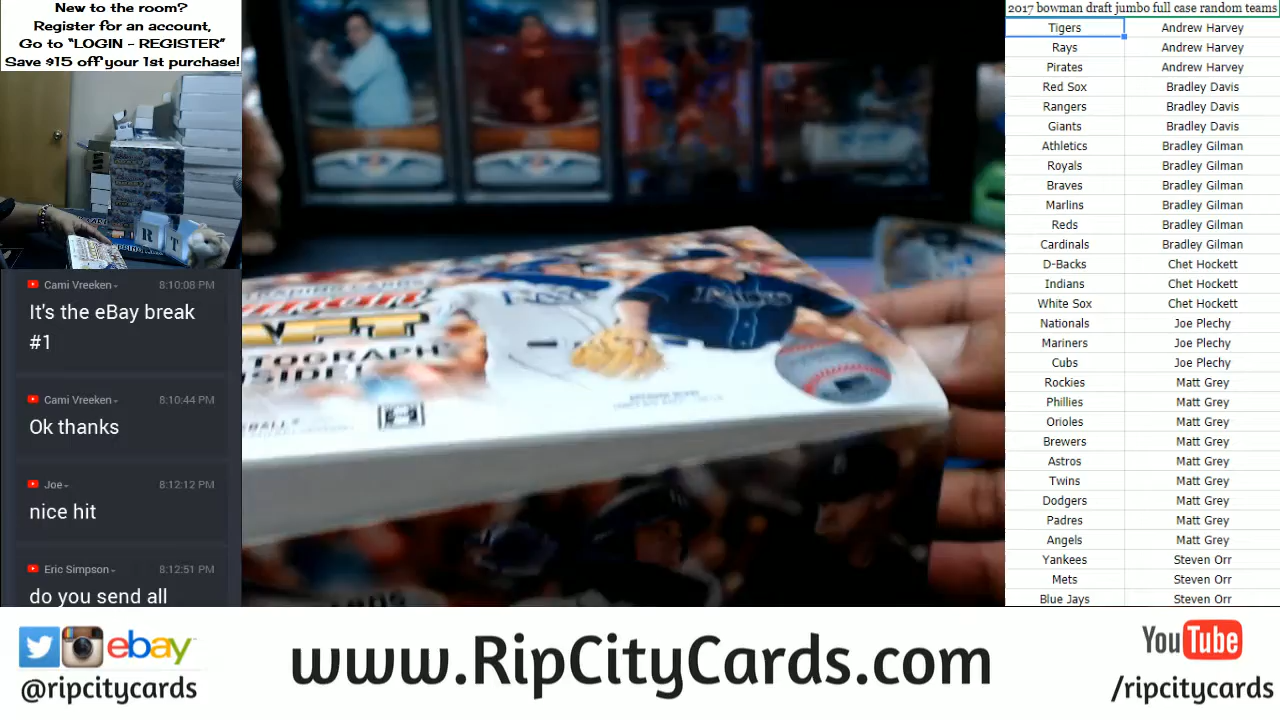 New to the room?
Register for an account,
Go to “LOGIN - REGISTER”
Save $15 off your 1st purchase!
R T
Cami Vreeken 8:10:08 PM
It's the eBay break
#1
Cami Vreeken 8:10:44 PM
Ok thanks
Joe 8:12:12 PM
nice hit
Eric Simpson 8:12:51 PM
do you send all
2017 bowman draft jumbo full case random teams
Tigers Andrew Harvey
Rays Andrew Harvey
Pirates Andrew Harvey
Red Sox Bradley Davis
Rangers Bradley Davis
Giants Bradley Davis
Athletics Bradley Gilman
Royals Bradley Gilman
Braves Bradley Gilman
Marlins Bradley Gilman
Reds Bradley Gilman
Cardinals Bradley Gilman
D-Backs Chet Hockett
Indians Chet Hockett
White Sox Chet Hockett
Nationals Joe Plechy
Mariners Joe Plechy
Cubs Joe Plechy
Rockies Matt Grey
Phillies Matt Grey
Orioles Matt Grey
Brewers Matt Grey
Astros Matt Grey
Twins Matt Grey
Dodgers Matt Grey
Padres Matt Grey
Angels Matt Grey
Yankees Steven Orr
Mets Steven Orr
Blue Jays Steven Orr
ebay
@ripcitycards
www.RipCityCards.com
YouTube
/ripcitycards